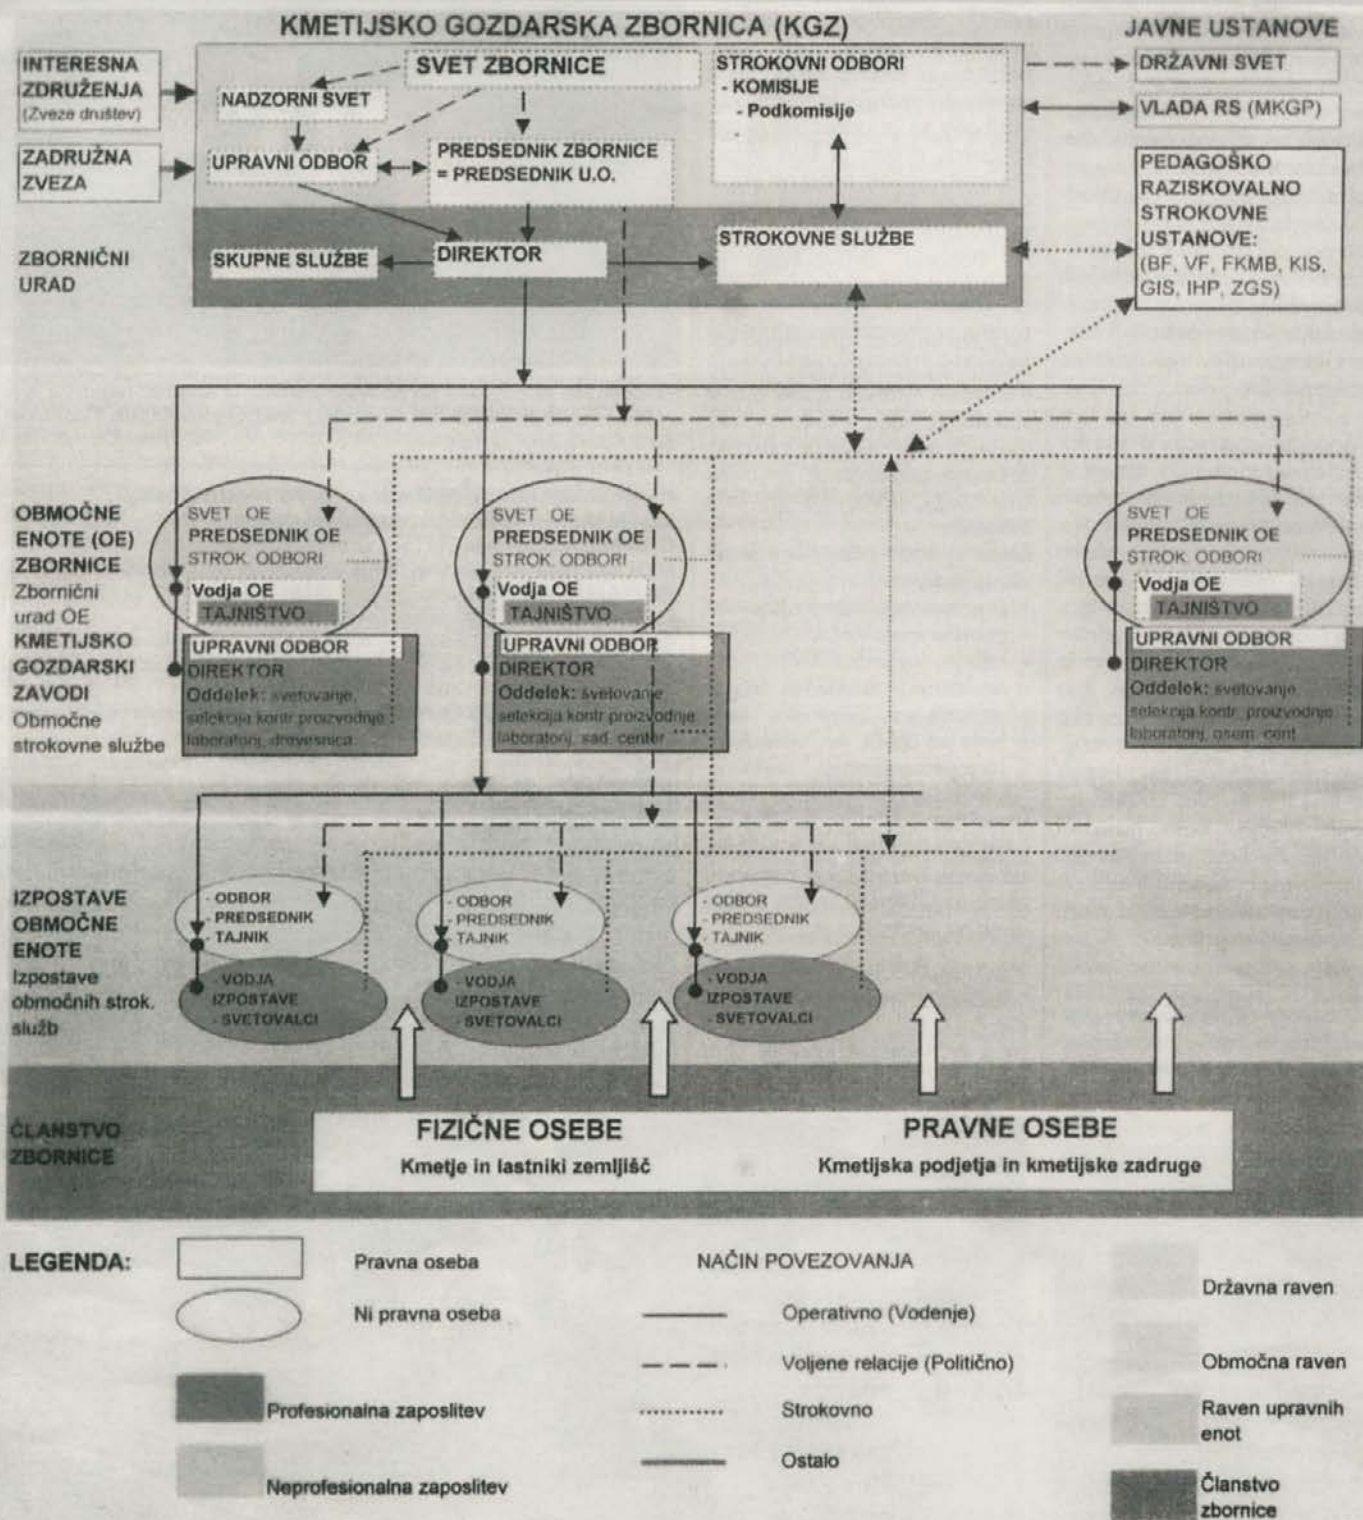 KMETIJSKO GOZDARSKA ZBORNICA (KGZ)
JAVNE USTANOVE
INTERESNA
ZDRUŽENJA
(Zveze društev)
ZADRUŽNA
ZVEZA
SVET ZBORNICE
NADZORNI SVET
UPRAVNI ODBOR
PREDSEDNIK ZBORNICE
= PREDSEDNIK U.O.
STROKOVNI ODBORI
- KOMISIJE
- Podkomisije
-
DRŽAVNI SVET
VLADA RS (MKGP)
PEDAGOŠKO
RAZISKOVALNO
STROKOVNE
USTANOVE:
(BF, VF, FKMB, KIS,
GIS, IHP, ZGS)
ZBORNIČNI
URAD
SKUPNE SLUŽBE
DIREKTOR
STROKOVNE SLUŽBE
OBMOČNE
ENOTE (OE)
ZBORNICE
Zbornični
urad OE
KMETIJSKO
GOZDARSKI
ZAVODI
Območne
strokovne službe
SVET OE
PREDSEDNIK OE
STROK. ODBORI
Vodja OE
TAJNIŠTVO
UPRAVNI ODBOR
DIREKTOR
Oddelek: svetovanje,
selekcija kontr. proizvodnje
laboratorij, drevesnica
SVET OE
PREDSEDNIK OE
STROK. ODBORI
Vodja OE
TAJNIŠTVO
UPRAVNI ODBOR
DIREKTOR
Oddelek: svetovanje
selekcija kontr. proizvodnje
laboratorij, sad. center
SVET OE
PREDSEDNIK OE
STROK. ODBORI
Vodja OE
TAJNIŠTVO
UPRAVNI ODBOR
DIREKTOR
Oddelek: svetovanje
selekcija kontr. proizvodnje
laboratorij, osem. cent.
IZPOSTAVE
OBMOČNE
ENOTE
Izpostave
območnih strok.
služb
- ODBOR
- PREDSEDNIK
- TAJNIK
- VODJA
IZPOSTAVE
- SVETOVALCI
- ODBOR
- PREDSEDNIK
- TAJNIK
- VODJA
IZPOSTAVE
- SVETOVALCI
- ODBOR
- PREDSEDNIK
- TAJNIK
- VODJA
IZPOSTAVE
- SVETOVALCI
ČLANSTVO
ZBORNICE
FIZIČNE OSEBE
Kmetje in lastniki zemljišč
PRAVNE OSEBE
Kmetijska podjetja in kmetijske zadruge
LEGENDA:
Pravna oseba
Ni pravna oseba
Profesionalna zaposlitev
Neprofesionalna zaposlitev
NAČIN POVEZOVANJA
Operativno (Vodenje)
Voljene relacije (Politično)
Strokovno
Ostalo
Državna raven
Območna raven
Raven upravnih
enot
Članstvo
zbornice